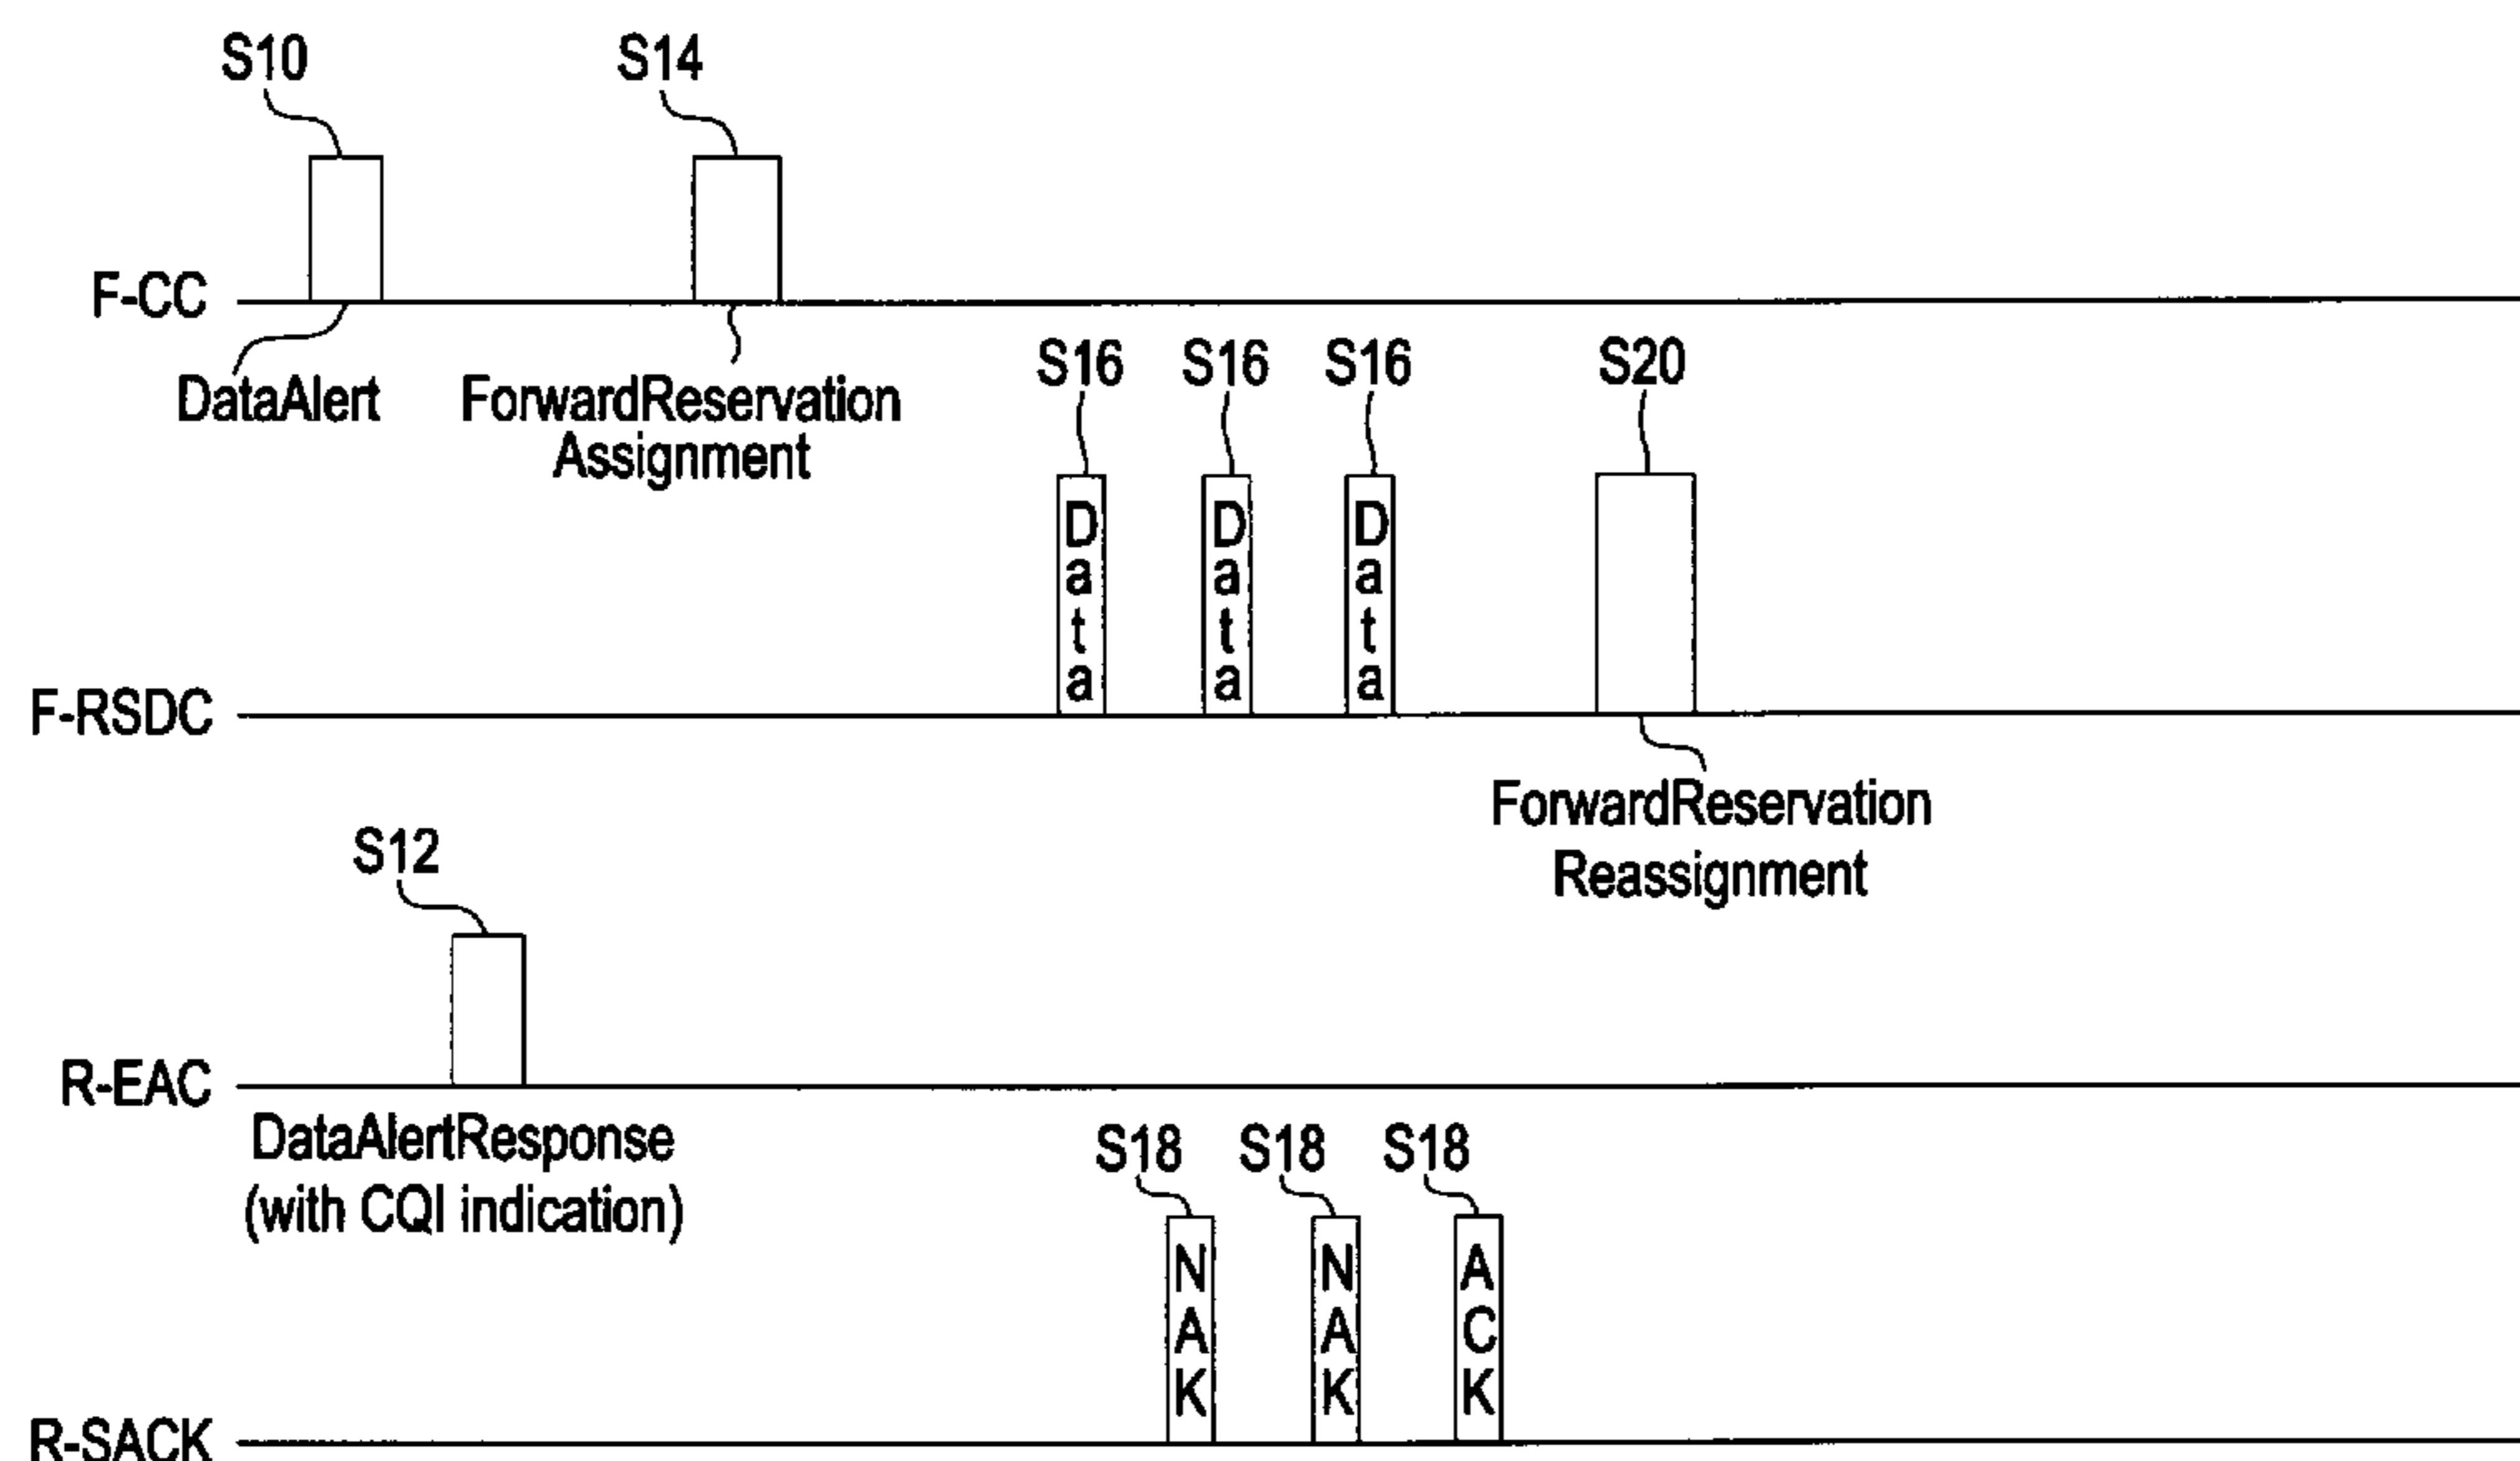 S10
S14
F-CC
DataAlert
ForwardReservation
Assignment
S16
S16
S16
S20
Data
Data
Data
F-RSDC
ForwardReservation
Reassignment
S12
R-EAC
DataAlertResponse
(with CQI indication)
S18
S18
S18
NAK
NAK
ACK
R-SACK